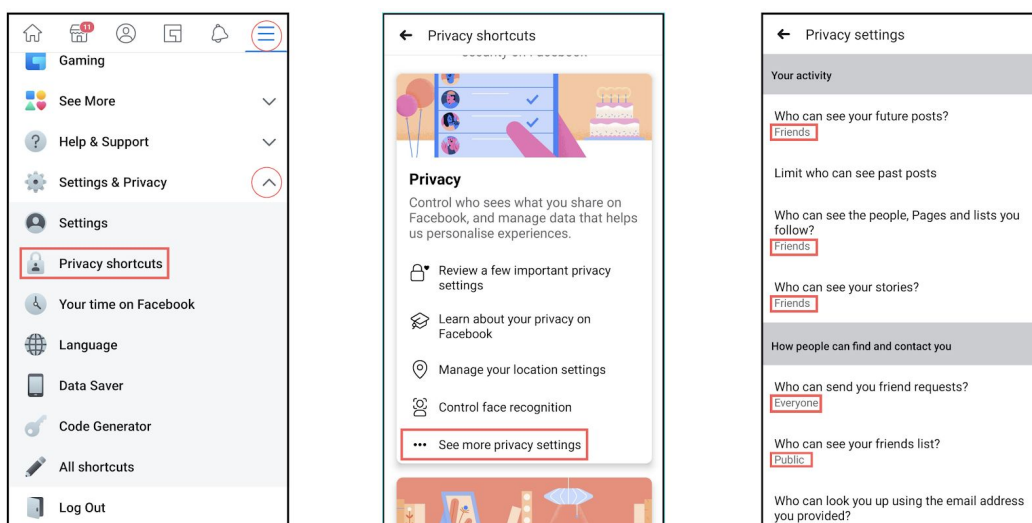 11
Gaming
See More
Help & Support
Settings & Privacy
Settings
Privacy shortcuts
Your time on Facebook
Language
Data Saver
Code Generator
All shortcuts
Log Out
Privacy shortcuts
Privacy
Control who sees what you share on
Facebook, and manage data that helps
us personalise experiences.
Review a few important privacy
settings
Learn about your privacy on
Facebook
Manage your location settings
Control face recognition
See more privacy settings
Privacy settings
Your activity
Who can see your future posts?
Friends
Limit who can see past posts
Who can see the people, Pages and lists you
follow?
Friends
Who can see your stories?
Friends
How people can find and contact you
Who can send you friend requests?
Everyone
Who can see your friends list?
Public
Who can look you up using the email address
you provided?